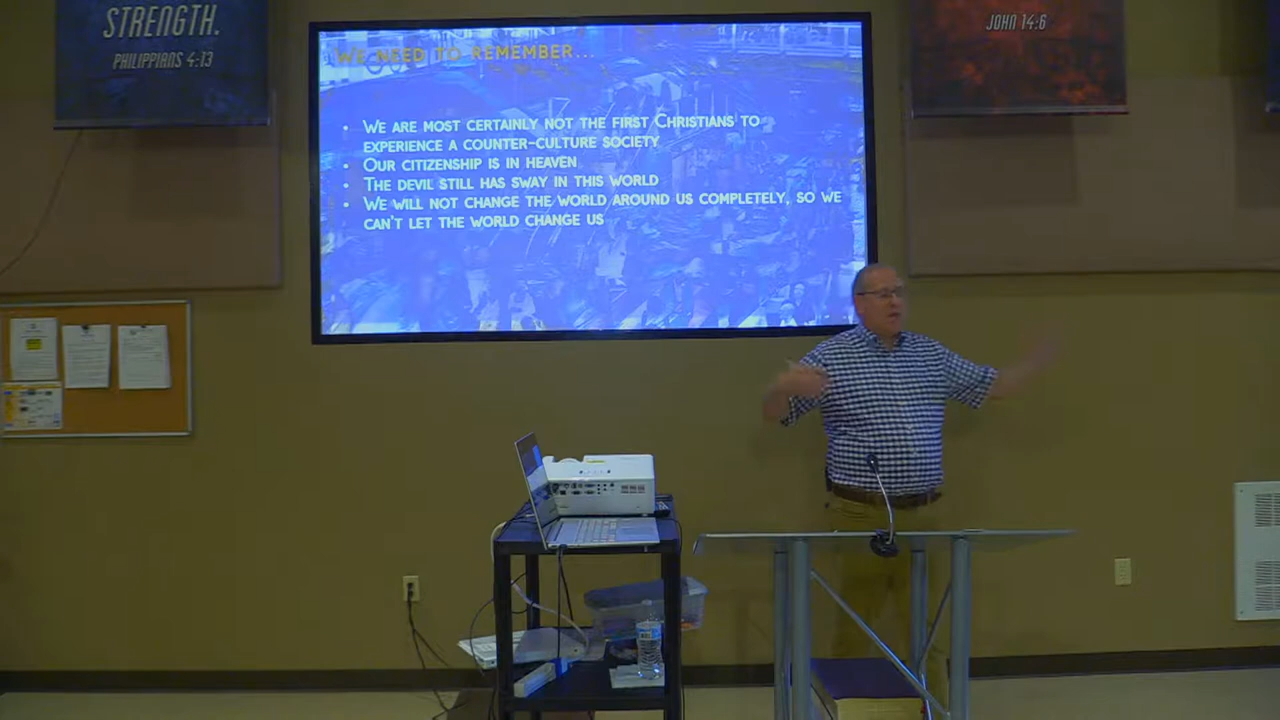 STRENGTH.
PHILIPPIANS 4:13
JOHN 14:6
WE NEED TO REMEMBER...
• WE ARE MOST CERTAINLY NOT THE FIRST CHRISTIANS TO
EXPERIENCE A COUNTER-CULTURE SOCIETY
• OUR CITIZENSHIP IS IN HEAVEN
• THE DEVIL STILL HAS SWAY IN THIS WORLD
• WE WILL NOT CHANGE THE WORLD AROUND US COMPLETELY, SO WE
CAN'T LET THE WORLD CHANGE US